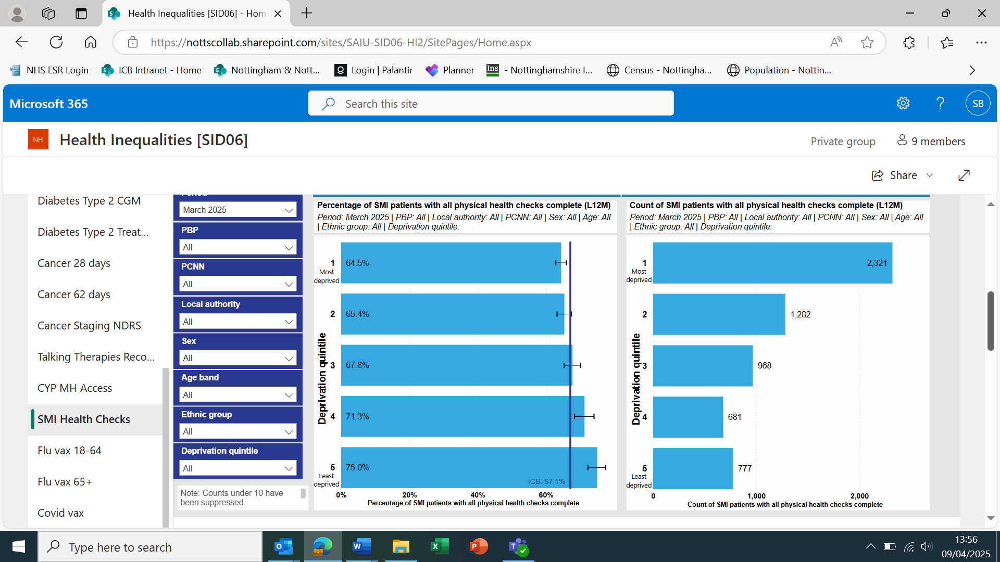 Health Inequalities [SID06] - Hom
https://nottscollab.sharepoint.com/sites/SAIU-SID06-HI2/SitePages/Home.aspx
NHS ESR Login
ICB Intranet - Home
Nottingham & Nott...
Login | Palantir
Planner
Ins
- Nottinghamshire I...
Census - Nottingha...
Population - Nottin...
Microsoft 365
Search this site
?
SB
NH
Health Inequalities [SID06]
Private group
9 members
Share
Diabetes Type 2 CGM
Diabetes Type 2 Treat...
Cancer 28 days
Cancer 62 days
Cancer Staging NDRS
Talking Therapies Reco...
CYP MH Access
SMI Health Checks
Flu vax 18-64
Flu vax 65+
Covid vax
March 2025
PBP
All
PCNN
All
Local authority
All
Sex
All
Age band
All
Ethnic group
All
Deprivation quintile
All
Note: Counts under 10 have
been suppressed.
Percentage of SMI patients with all physical health checks complete (L12M)
Period: March 2025 | PBP: All | Local authority: All | PCNN: All | Sex: All | Age: All
| Ethnic group: All | Deprivation quintile:
Deprivation quintile
1
Most
deprived
64.5%
2
65.4%
3
67.8%
4
71.3%
5
Least
deprived
75.0%
ICB: 67.1%
0%
20%
40%
60%
Percentage of SMI patients with all physical health checks complete
Count of SMI patients with all physical health checks complete (L12M)
Period: March 2025 | PBP: All | Local authority: All | PCNN: All | Sex: All | Age: All
| Ethnic group: All | Deprivation quintile:
Deprivation quintile
1
Most
deprived
2,321
2
1,282
3
968
4
681
5
Least
deprived
777
0
1,000
2,000
Count of SMI patients with all physical health checks complete
Type here to search
13:56
09/04/2025